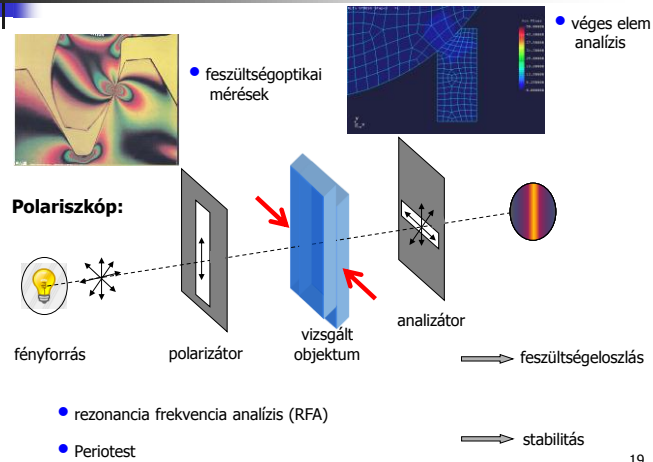 • véges elem
analízis
• feszültségoptikai
mérések
Polariszkóp:
fényforrás
polarizátor
vizsgált
objektum
analizátor
feszültségeloszlás
• rezonancia frekvencia analízis (RFA)
• Periotest
stabilitás
19